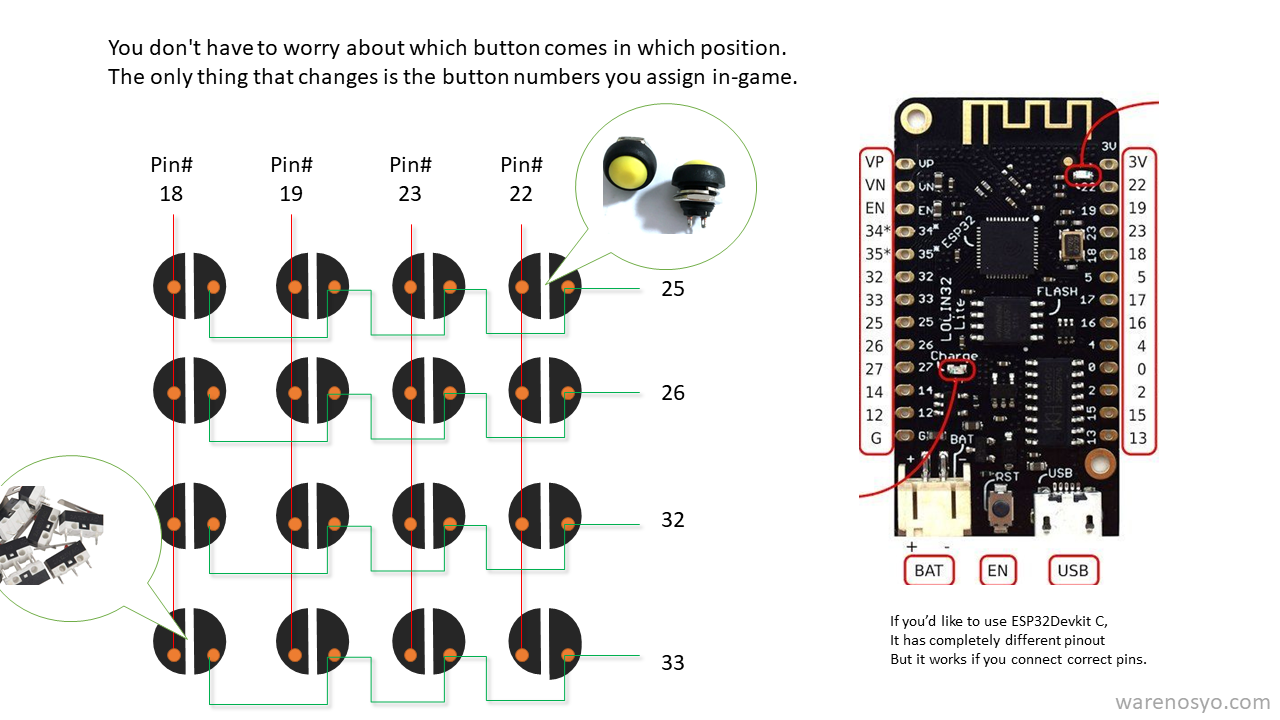 You don't have to worry about which button comes in which position.
The only thing that changes is the button numbers you assign in-game.
Pin# Pin# Pin# Pin#
18 19 23 22
25
26
32
33
VP
VN
EN
34*
35*
32
33
25
26
27
14
12
G
VP
VN
EN
34*
35*
32
33
25
26
27
14
12
G
ESP32
LOLIN32
Lite
FLASH
Charge
BAT
+ -
RST
USB
3V
22
19
23
18
5
17
16
4
0
2
15
13
3V
22
19
23
18
5
17
16
4
0
2
15
13
+ -
BAT EN USB
If you’d like to use ESP32Devkit C,
It has completely different pinout
But it works if you connect correct pins.
warenosyo.com